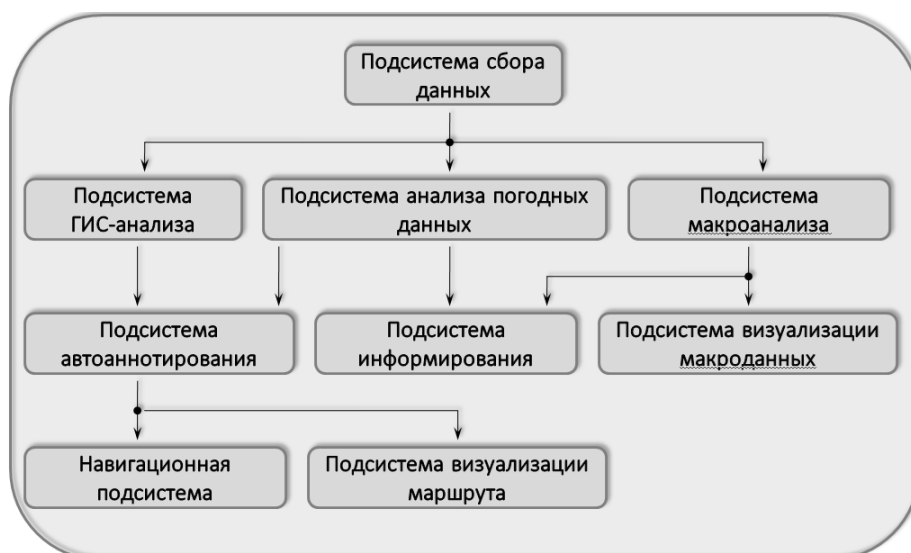 Подсистема сбора
данных
Подсистема
ГИС-анализа
Подсистема анализа погодных
данных
Подсистема
макроанализа
Подсистема
автоаннотирования
Подсистема
информирования
Подсистема визуализации
макроданных
Навигационная
подсистема
Подсистема визуализации
маршрута